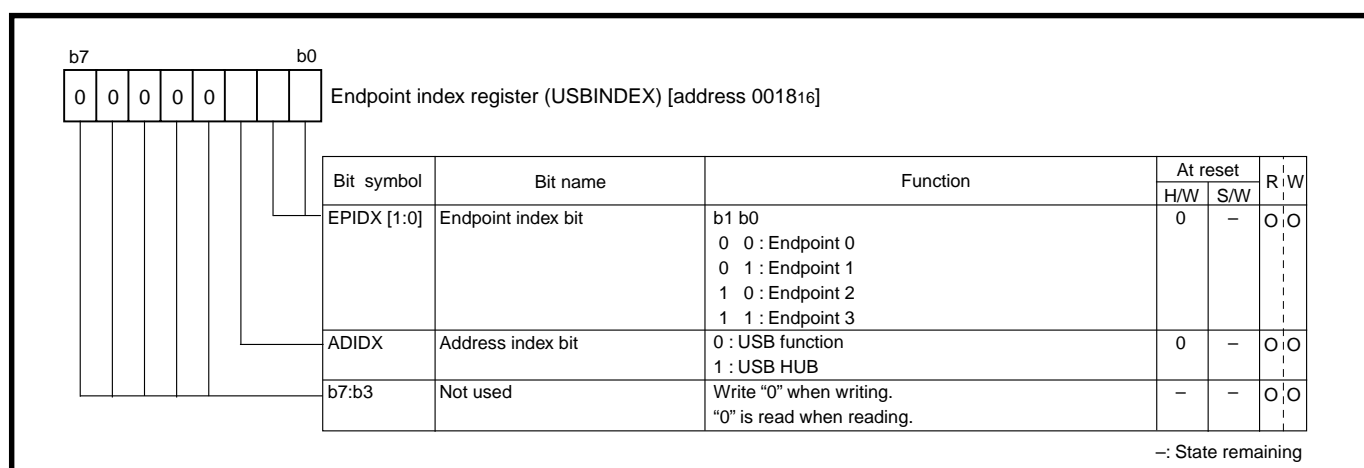 b7 b0
0 0 0 0 0 Endpoint index register (USBINDEX) [address 001816]
Bit symbol Bit name Function At reset R W
H/W S/W
EPIDX [1:0] Endpoint index bit b1 b0 0 – O O
0 0 : Endpoint 0
0 1 : Endpoint 1
1 0 : Endpoint 2
1 1 : Endpoint 3
ADIDX Address index bit 0 : USB function 0 – O O
1 : USB HUB
b7:b3 Not used Write “0” when writing. – – O O
“0” is read when reading.
–: State remaining